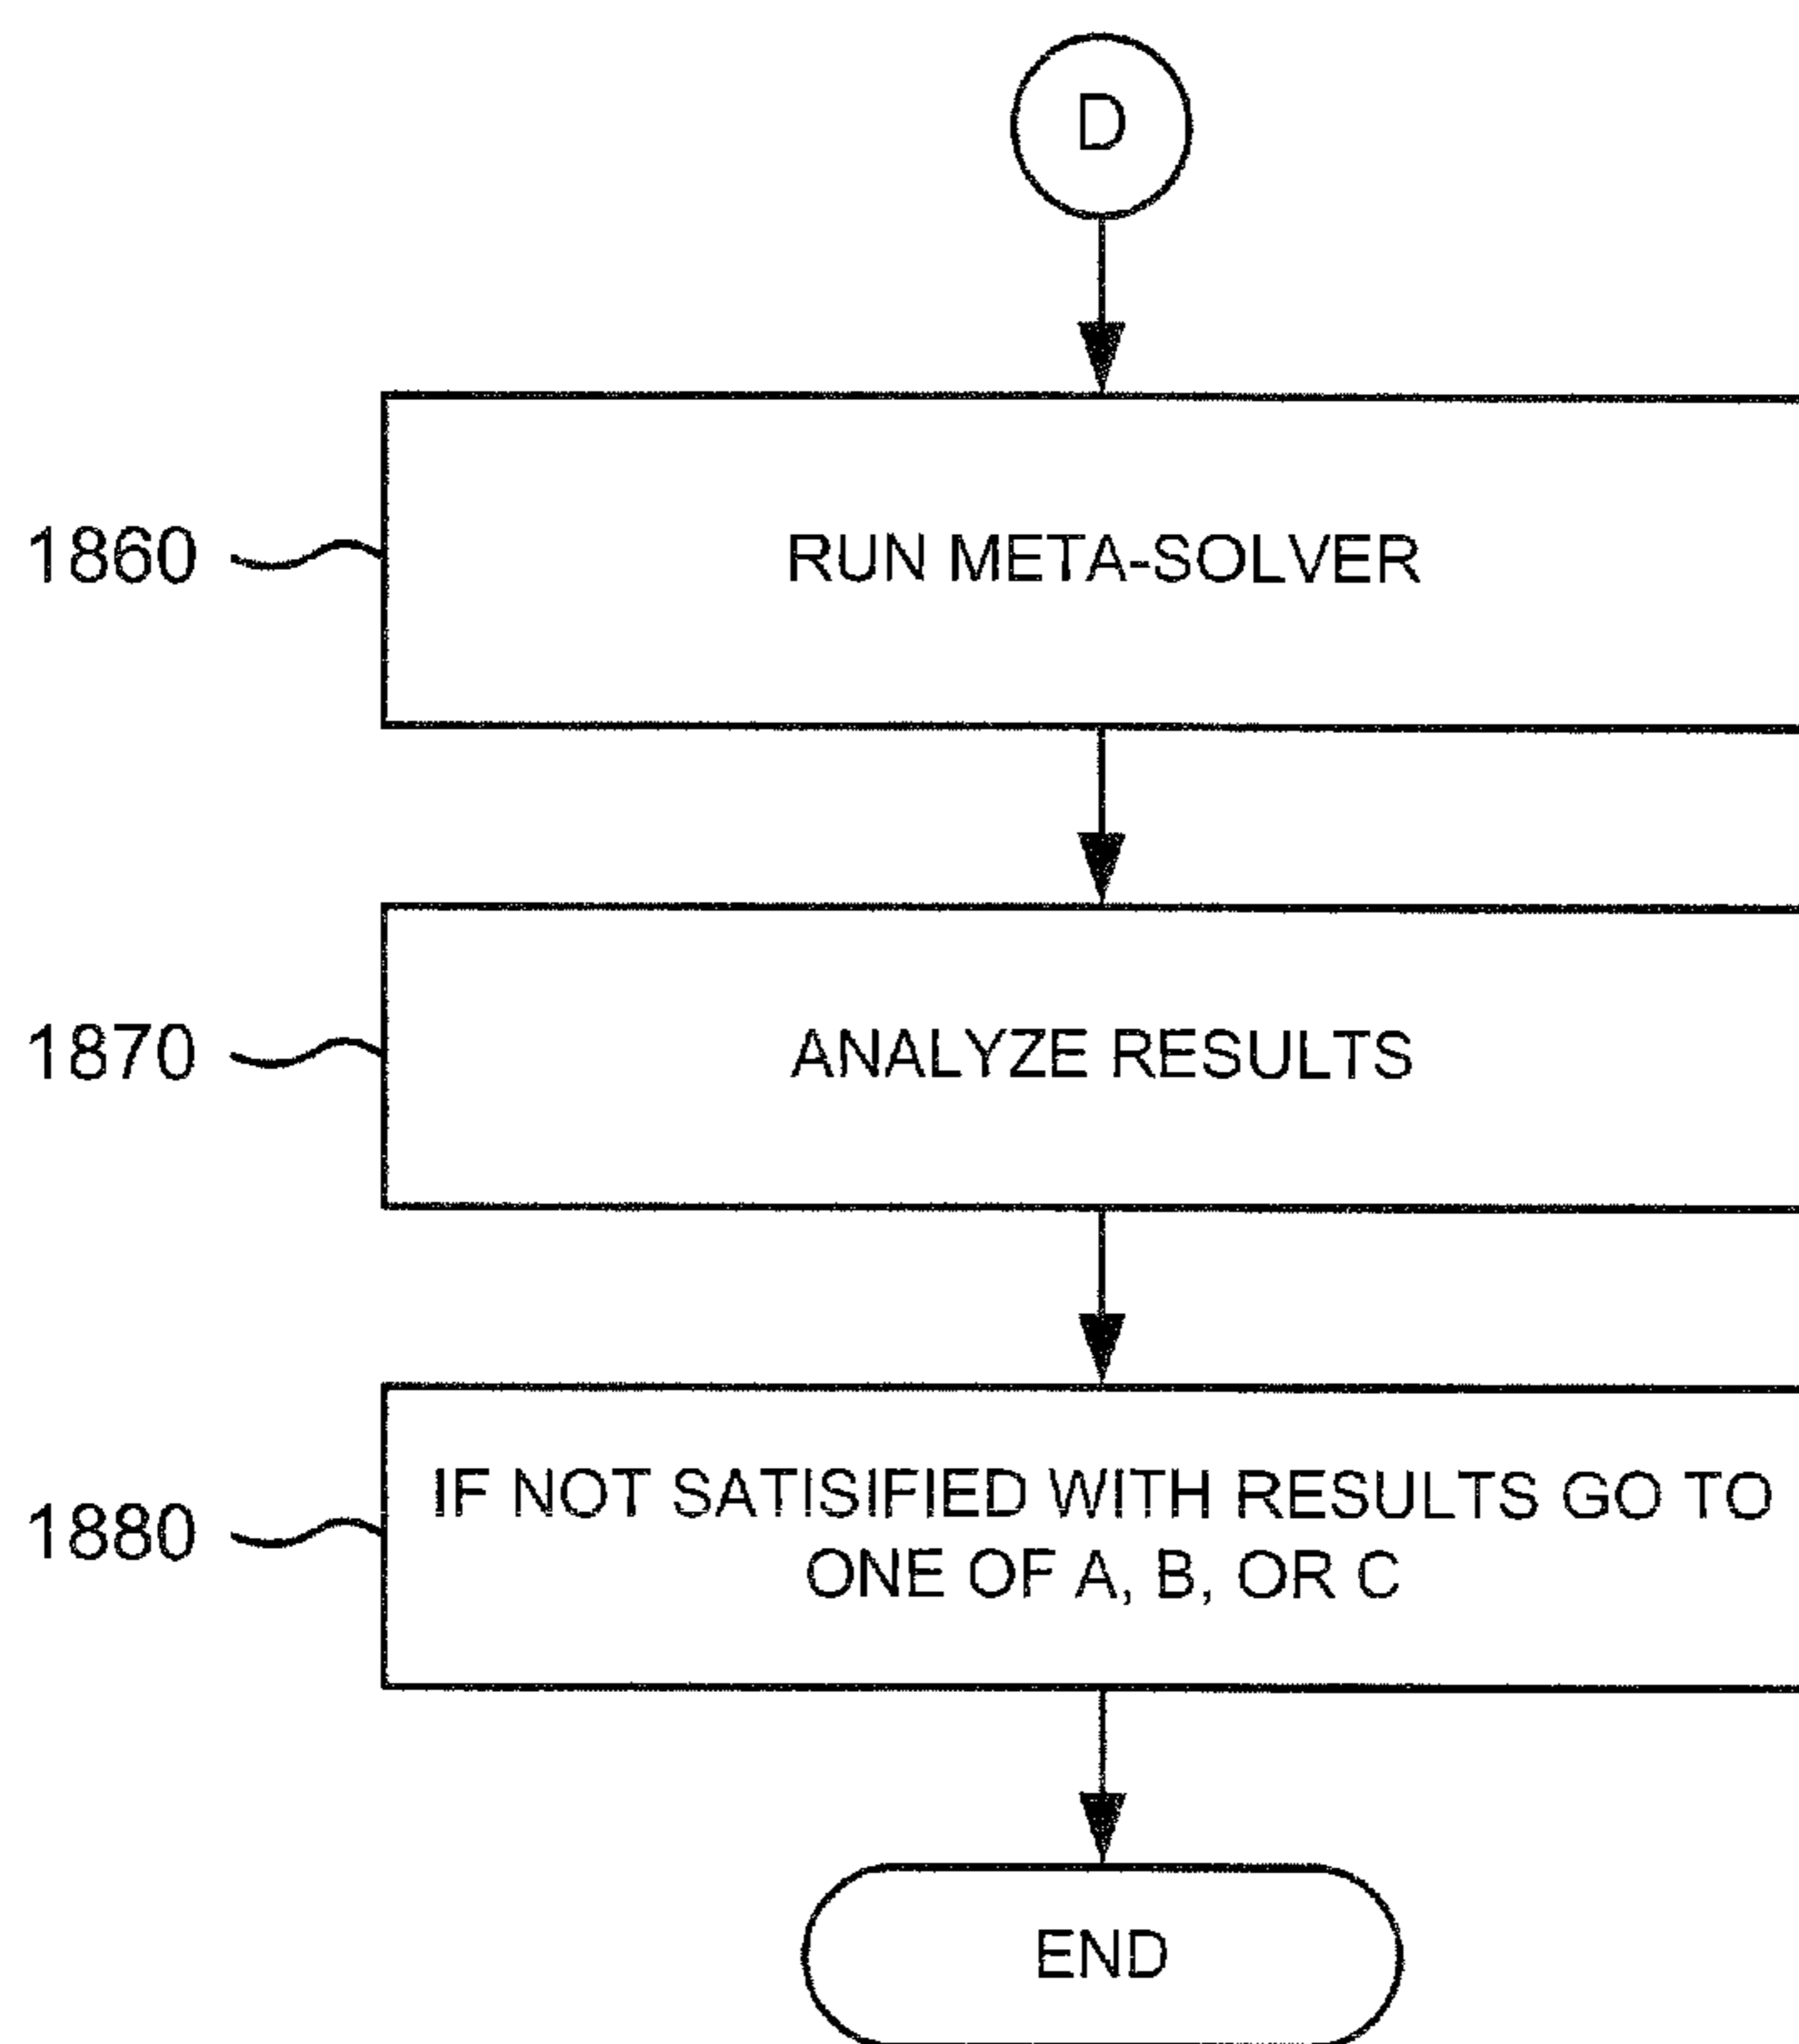 D
1860
RUN META-SOLVER
1870
ANALYZE RESULTS
1880
IF NOT SATISIFIED WITH RESULTS GO TO
ONE OF A, B, OR C
END